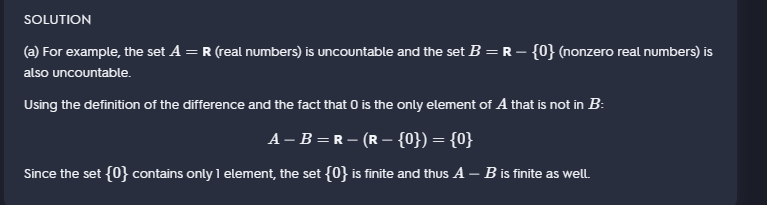 SOLUTION
(a) For example, the set A = R (real numbers) is uncountable and the set B = R − {0} (nonzero real numbers) is
also uncountable.
Using the definition of the difference and the fact that 0 is the only element of A that is not in B:
A − B = R − (R − {0}) = {0}
Since the set {0} contains only 1 element, the set {0} is finite and thus A − B is finite as well.